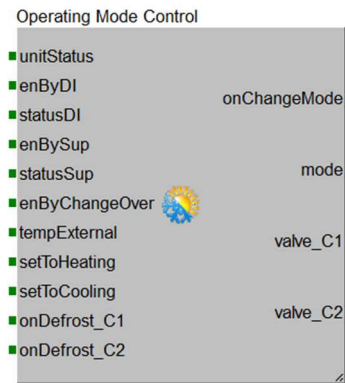 Operating Mode Control
unitStatus
enByDI
statusDI
enBySup
statusSup
enByChangeOver
tempExternal
setToHeating
setToCooling
onDefrost_C1
onDefrost_C2
onChangeMode
mode
valve_C1
valve_C2